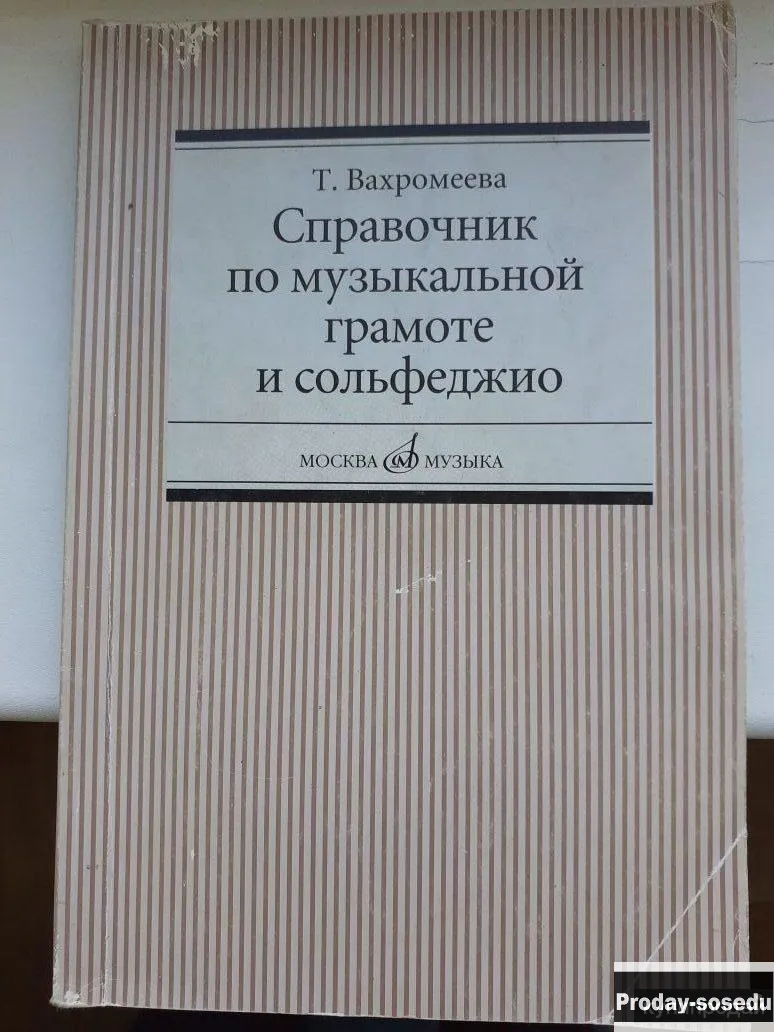 Т. Вахромеева
Справочник
по музыкальной
грамоте
и сольфеджио
МОСКВА М МУЗЫКА
Proday-sosedu